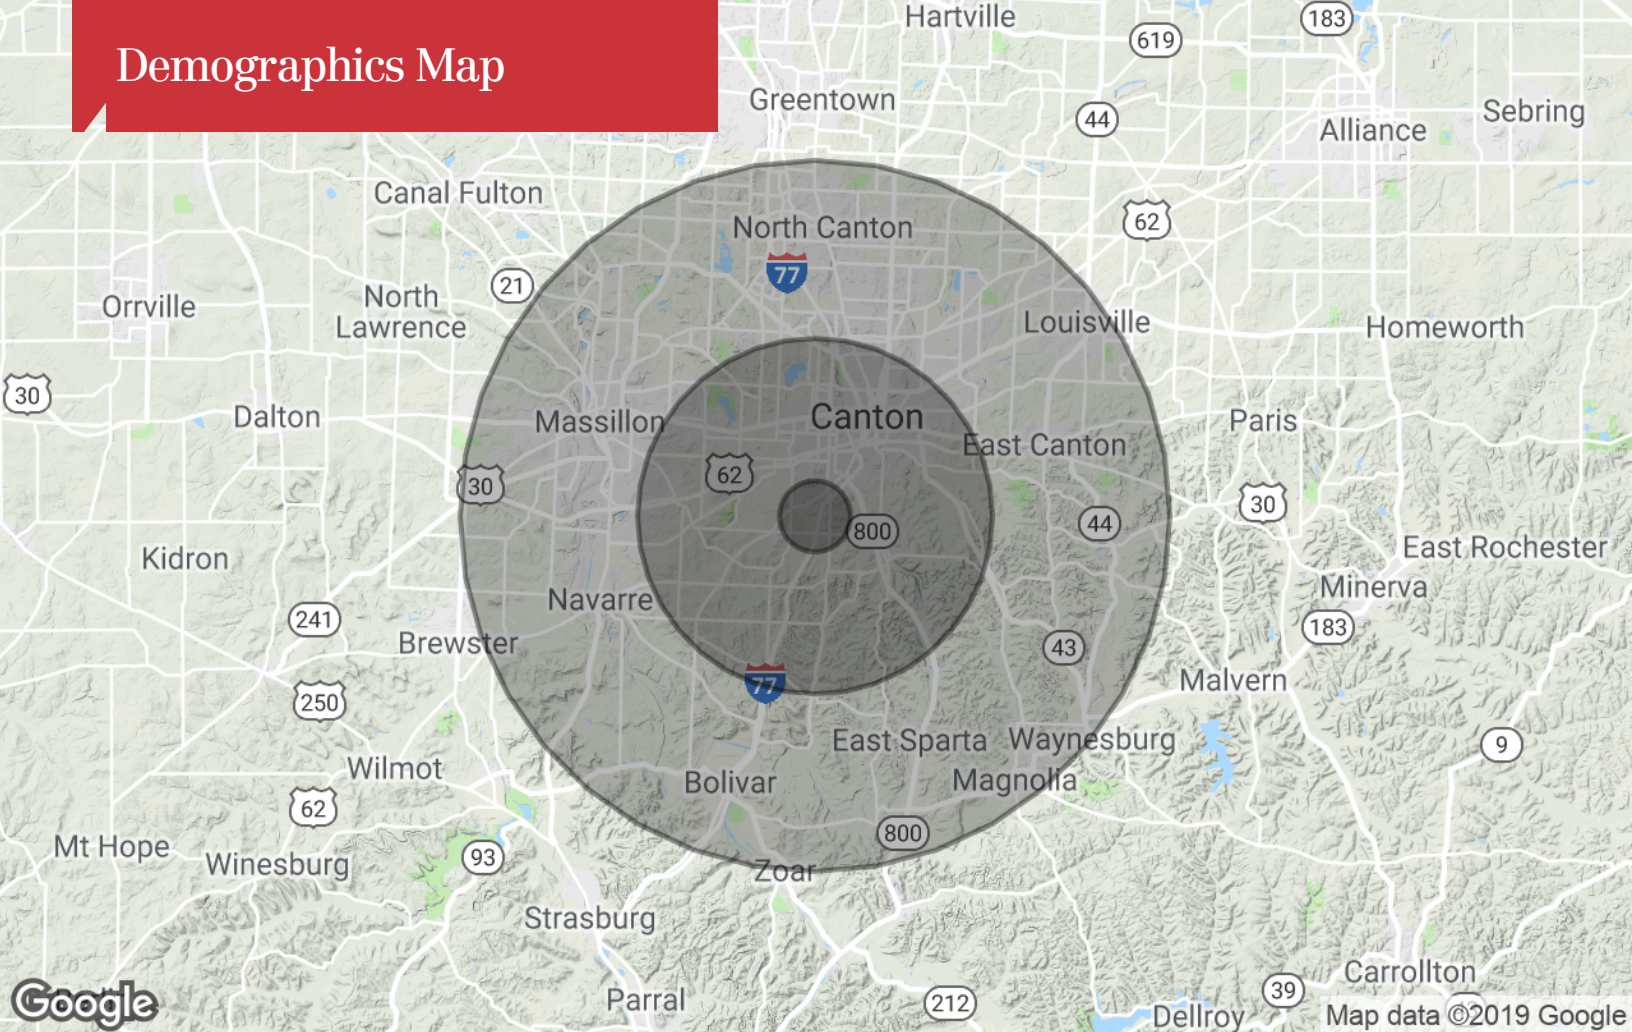 Demographics Map
Hartville
183
619
Greentown
44
Sebring
Alliance
Canal Fulton
62
North Canton
77
21
North
Lawrence
Orrville
Louisville
Homeworth
30
Dalton
Massillon
Canton
Paris
East Canton
62
30
30
800
44
East Rochester
Kidron
Minerva
Navarre
241
183
Brewster
43
Malvern
77
250
East Sparta
Waynesburg
9
Wilmot
Bolivar
Magnolia
62
800
Mt Hope
Winesburg
93
Zoar
Strasburg
Carrollton
Parral
212
39
Dellroy
Google
Map data ©2019 Google